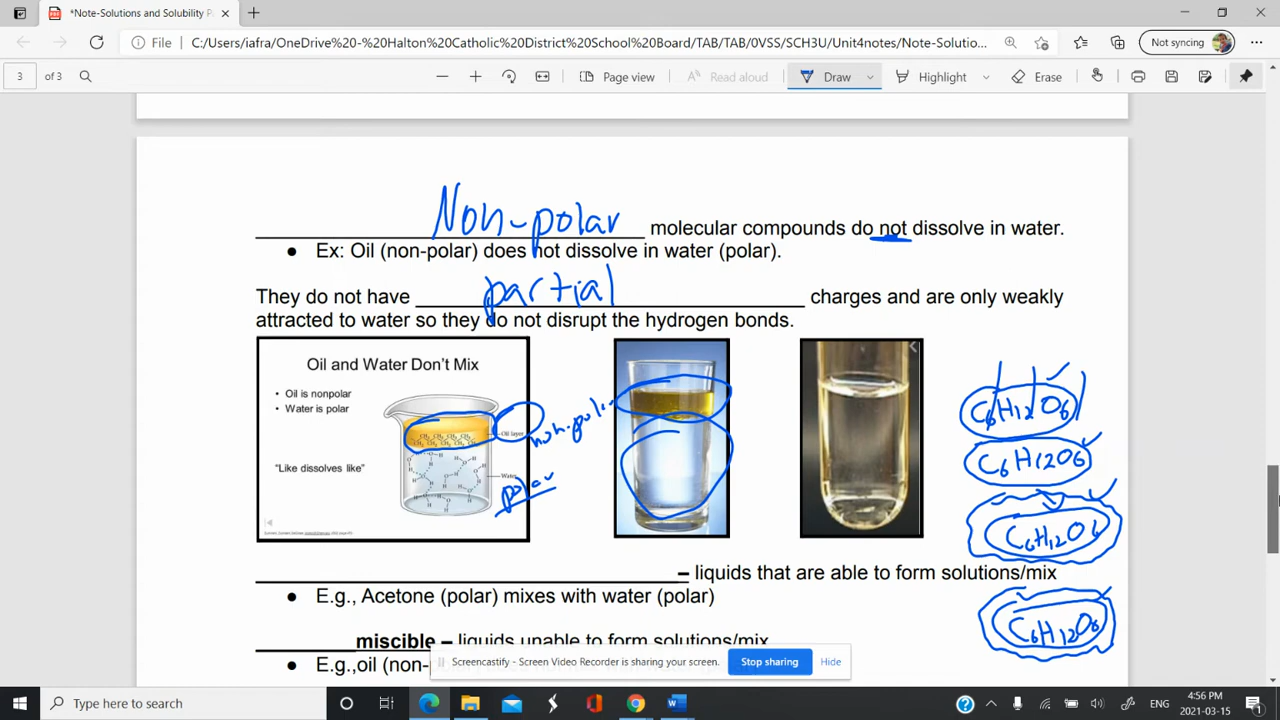 *Note-Solutions and Solubility P
File
C:/Users/iafra/OneDrive%20-%20Halton%20Catholic%20District%20School%20Board/TAB/TAB/0VSS/SCH3U/Unit4notes/Note-Solutio...
Not syncing
3 of 3
Page view
Read aloud
Draw
Highlight
Erase
Non-polar molecular compounds do not dissolve in water.
• Ex: Oil (non-polar) does not dissolve in water (polar).
They do not have partial charges and are only weakly
attracted to water so they do not disrupt the hydrogen bonds.
Oil and Water Don't Mix
• Oil is nonpolar
• Water is polar
"Like dissolves like"
Oil layer
Water
non-polar
polar
C6H12O6
C6H12O6
C6H12O6
C6H12O6
– liquids that are able to form solutions/mix
• E.g., Acetone (polar) mixes with water (polar)
miscible – liquids unable to form solutions/mix
• E.g.,oil (non-
Screencastify - Screen Video Recorder is sharing your screen.
Stop sharing
Hide
Type here to search
ENG
4:56 PM
2021-03-15
1